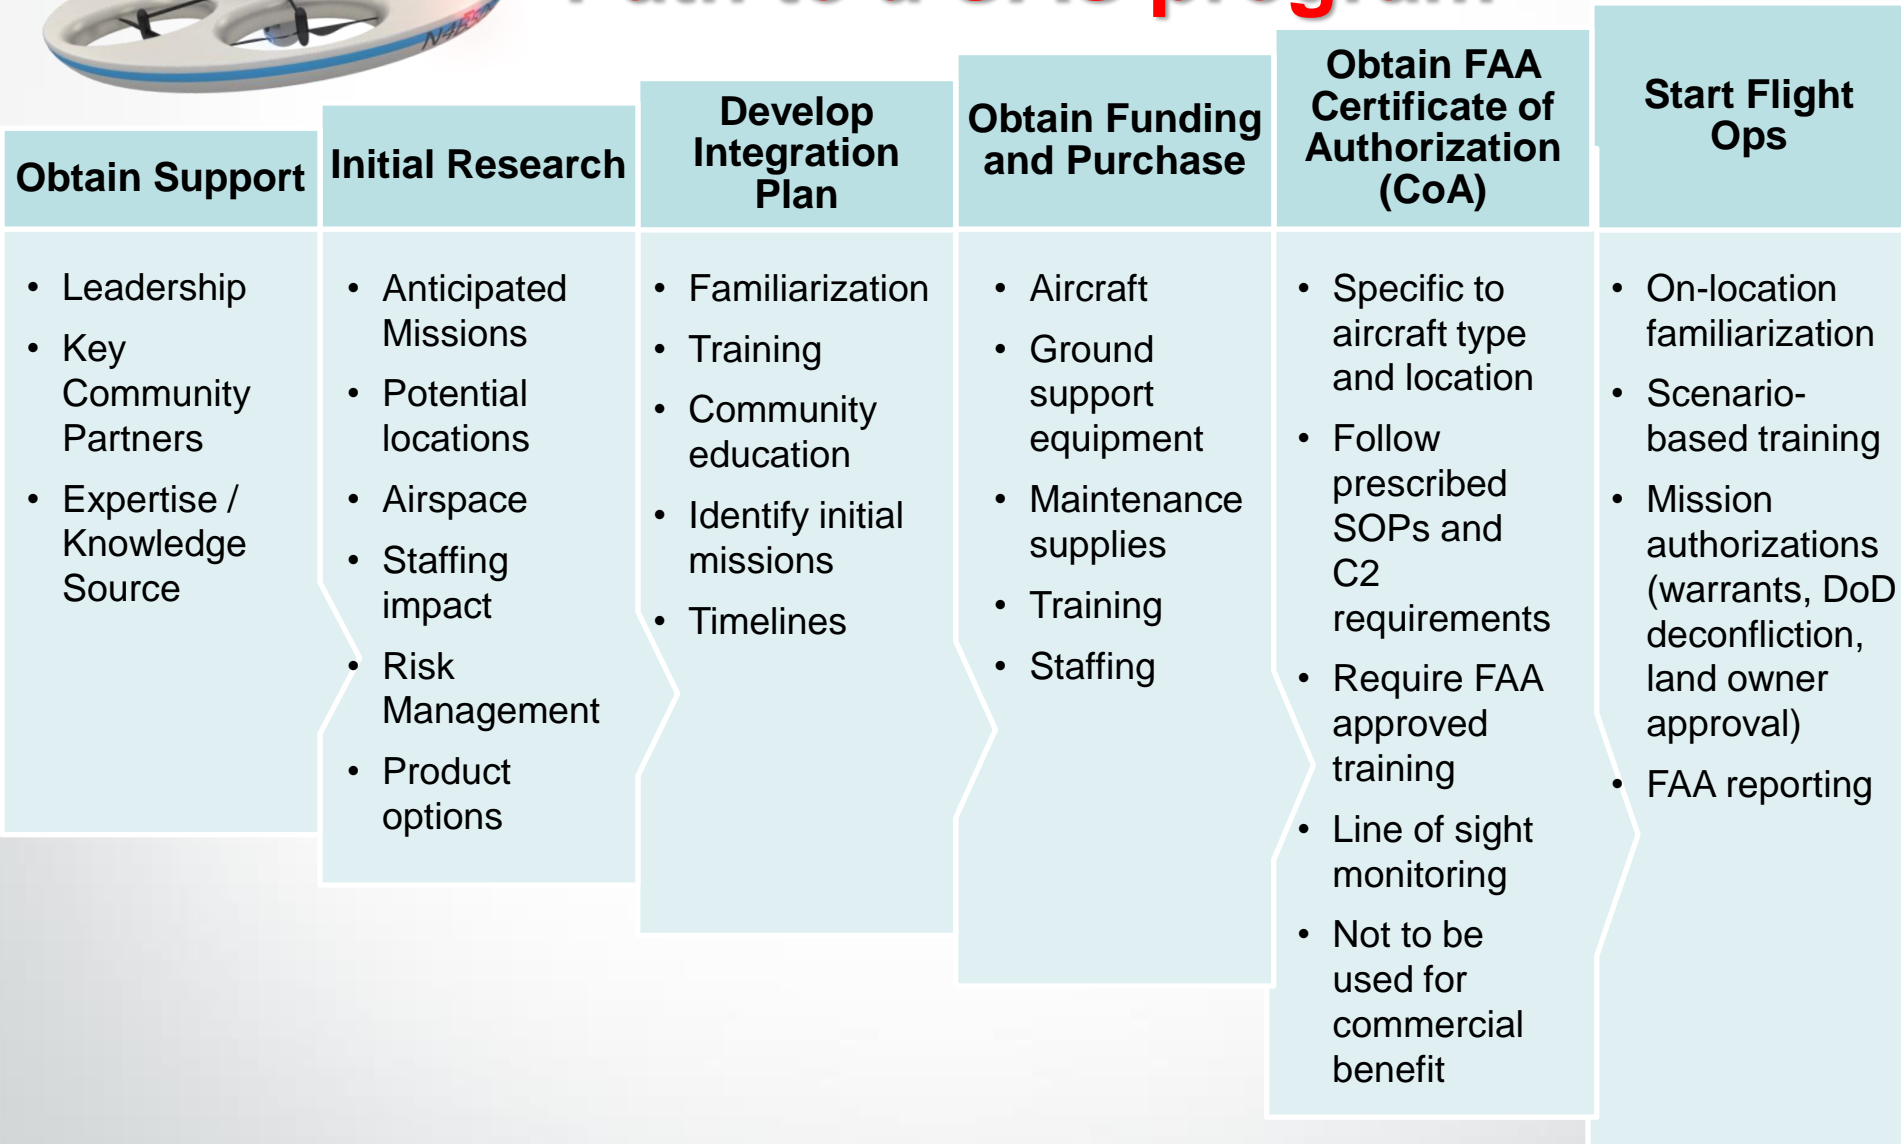 Path to a UAS program
Obtain Support
• Leadership
• Key
Community
Partners
• Expertise /
Knowledge
Source
Initial Research
• Anticipated
Missions
• Potential
locations
• Airspace
• Staffing
impact
• Risk
Management
• Product
options
Develop
Integration
Plan
• Familiarization
• Training
• Community
education
• Identify initial
missions
• Timelines
Obtain Funding
and Purchase
• Aircraft
• Ground
support
equipment
• Maintenance
supplies
• Training
• Staffing
Obtain FAA
Certificate of
Authorization
(CoA)
• Specific to
aircraft type
and location
• Follow
prescribed
SOPs and
C2
requirements
• Require FAA
approved
training
• Line of sight
monitoring
• Not to be
used for
commercial
benefit
Start Flight
Ops
• On-location
familiarization
• Scenario-
based training
• Mission
authorizations
(warrants, DoD
deconfliction,
land owner
approval)
• FAA reporting